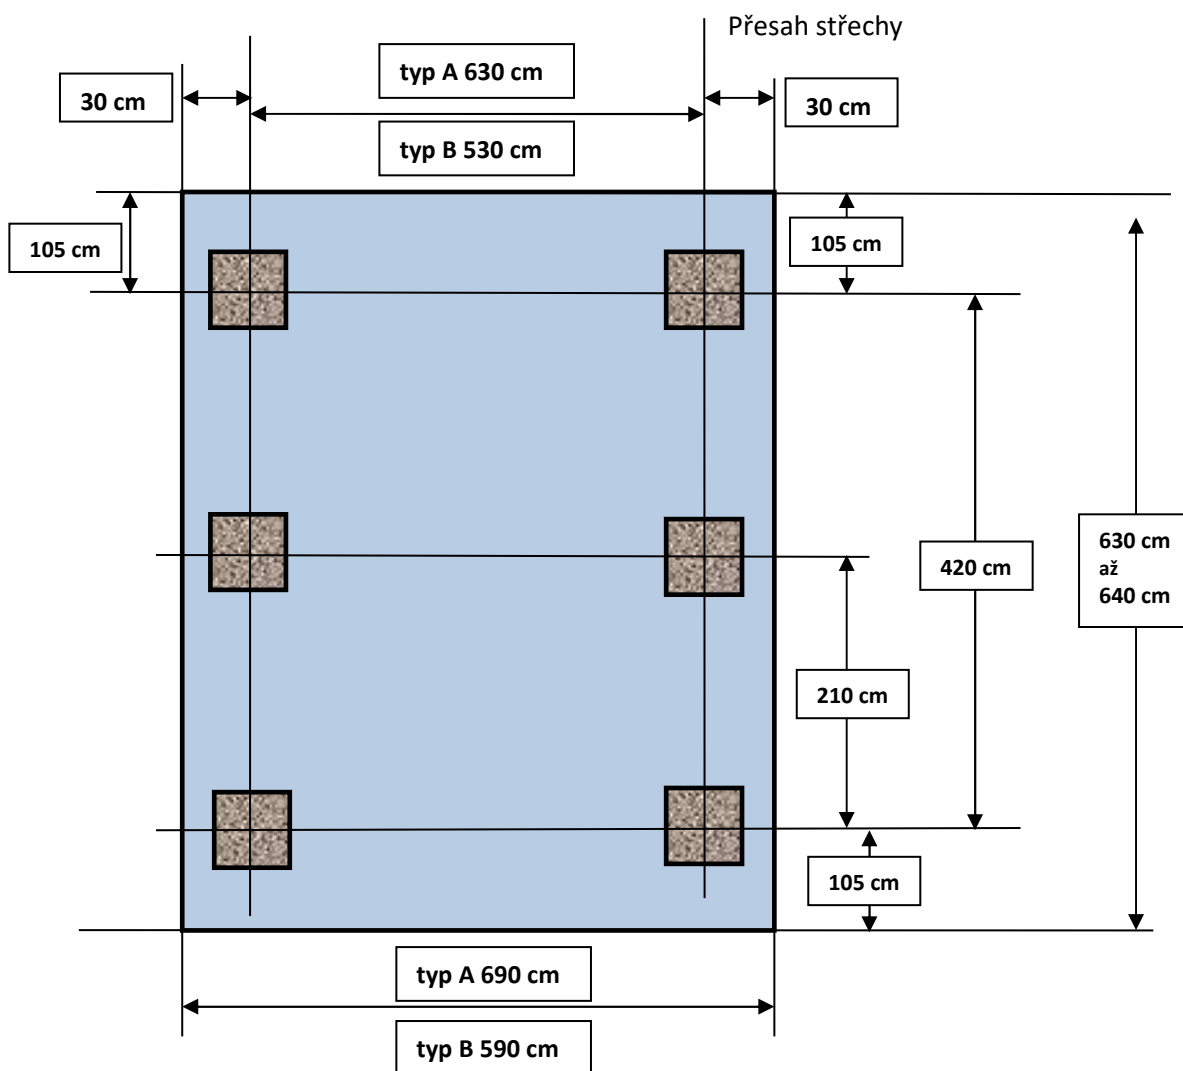 Přesah střechy
typ A 630 cm
30 cm
30 cm
typ B 530 cm
105 cm
105 cm
630 cm
až
640 cm
420 cm
210 cm
105 cm
typ A 690 cm
typ B 590 cm